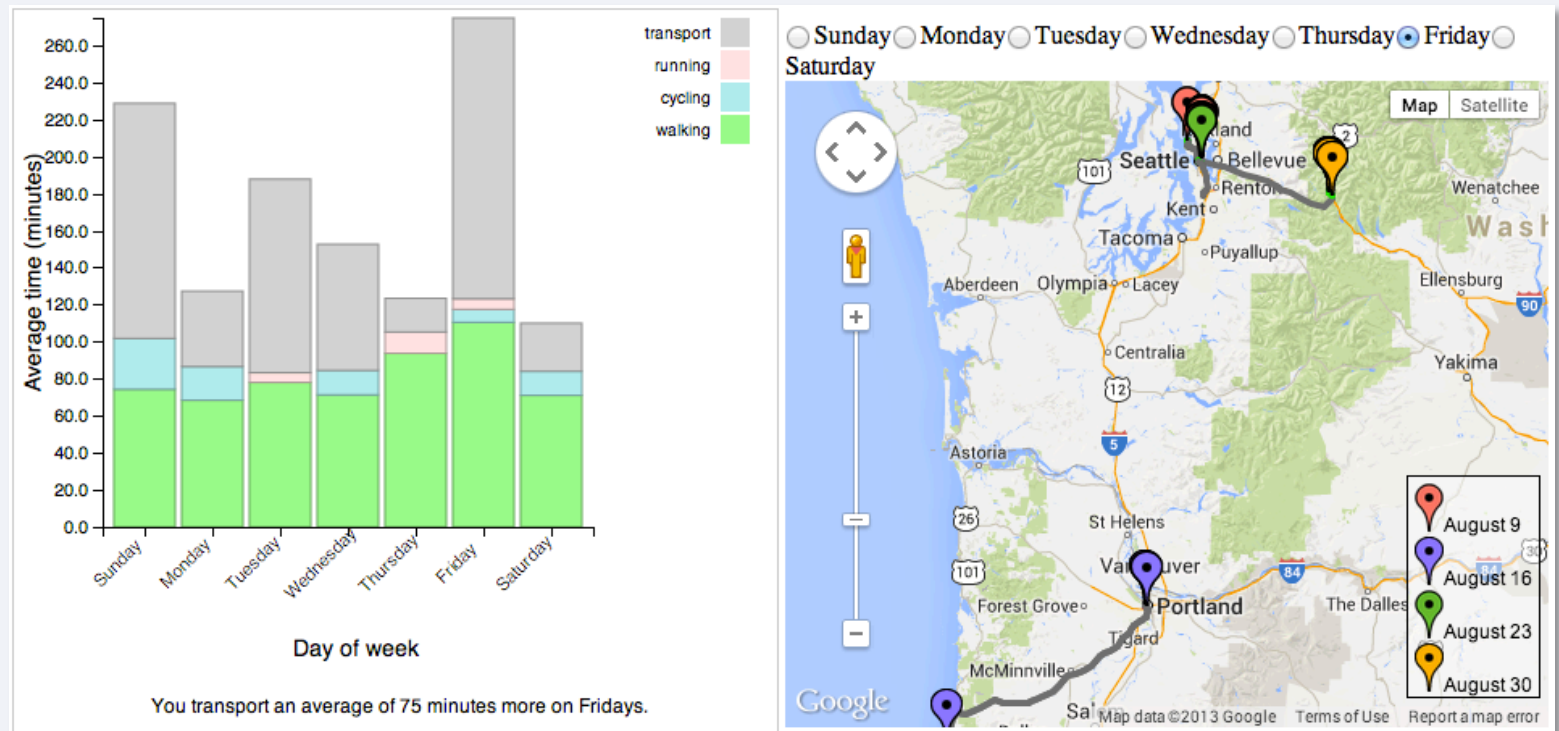 260.0
240.0
220.0
200.0
180.0
160.0
140.0
120.0
100.0
80.0
60.0
40.0
20.0
0.0
Average time (minutes)
Sunday
Monday
Tuesday
Wednesday
Thursday
Friday
Saturday
Day of week
transport
running
cycling
walking
You transport an average of 75 minutes more on Fridays.
Sunday Monday Tuesday Wednesday Thursday Friday
Saturday
Map Satellite
2
Seattle
Bellevue
101
Renton
Wenatchee
Kent
Wash
Tacoma
Puyallup
Aberdeen
Olympia
Lacey
Ellensburg
90
Centralia
Yakima
12
5
Astoria
26
St Helens
101
84
30
84
Forest Grove
Portland
The Dalles
Tigard
McMinnville
August 9
August 16
August 23
August 30
Google
Map data ©2013 Google Terms of Use Report a map error